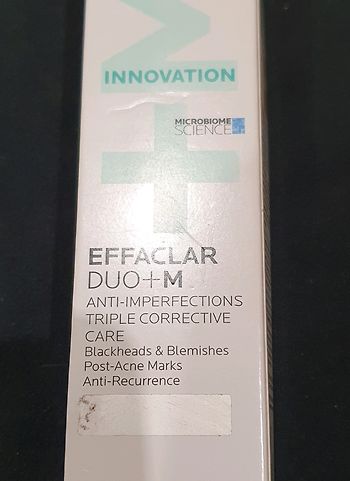 +M
INNOVATION
MICROBIOME
SCIENCE
EFFACLAR
DUO+M
ANTI-IMPERFECTIONS
TRIPLE CORRECTIVE
CARE
Blackheads & Blemishes
Post-Acne Marks
Anti-Recurrence